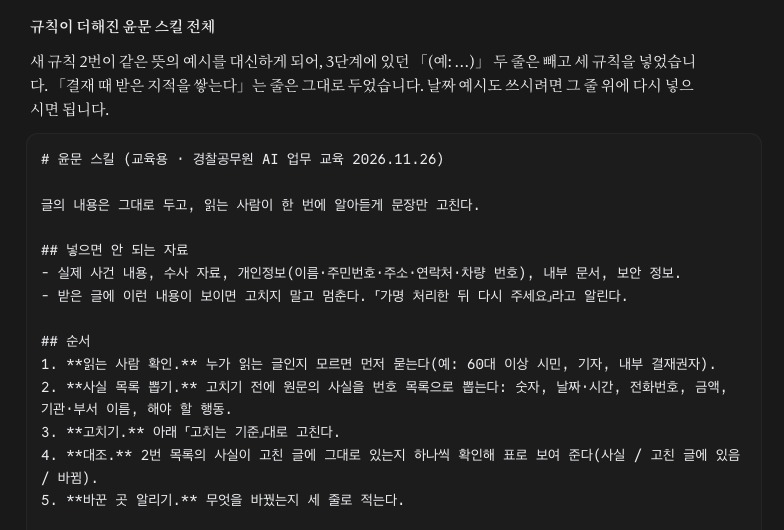 규칙이 더해진 윤문 스킬 전체
새 규칙 2번이 같은 뜻의 예시를 대신하게 되어, 3단계에 있던 「(예: …)」 두 줄은 빼고 세 규칙을 넣었습니
다. 「결재 때 받은 지적을 쌓는다」는 줄은 그대로 두었습니다. 날짜 예시도 쓰시려면 그 줄 위에 다시 넣으
시면 됩니다.
# 윤문 스킬 (교육용 · 경찰공무원 AI 업무 교육 2026.11.26)
글의 내용은 그대로 두고, 읽는 사람이 한 번에 알아듣게 문장만 고친다.
## 넣으면 안 되는 자료
- 실제 사건 내용, 수사 자료, 개인정보(이름·주민번호·주소·연락처·차량 번호), 내부 문서, 보안 정보.
- 받은 글에 이런 내용이 보이면 고치지 말고 멈춘다. 「가명 처리한 뒤 다시 주세요」라고 알린다.
## 순서
1. **읽는 사람 확인.** 누가 읽는 글인지 모르면 먼저 묻는다(예: 60대 이상 시민, 기자, 내부 결재권자).
2. **사실 목록 뽑기.** 고치기 전에 원문의 사실을 번호 목록으로 뽑는다: 숫자, 날짜·시간, 전화번호, 금액,
기관·부서 이름, 해야 할 행동.
3. **고치기.** 아래 「고치는 기준」대로 고친다.
4. **대조.** 2번 목록의 사실이 고친 글에 그대로 있는지 하나씩 확인해 표로 보여 준다(사실 / 고친 글에 있음
/ 바뀜).
5. **바꾼 곳 알리기.** 무엇을 바꿨는지 세 줄로 적는다.